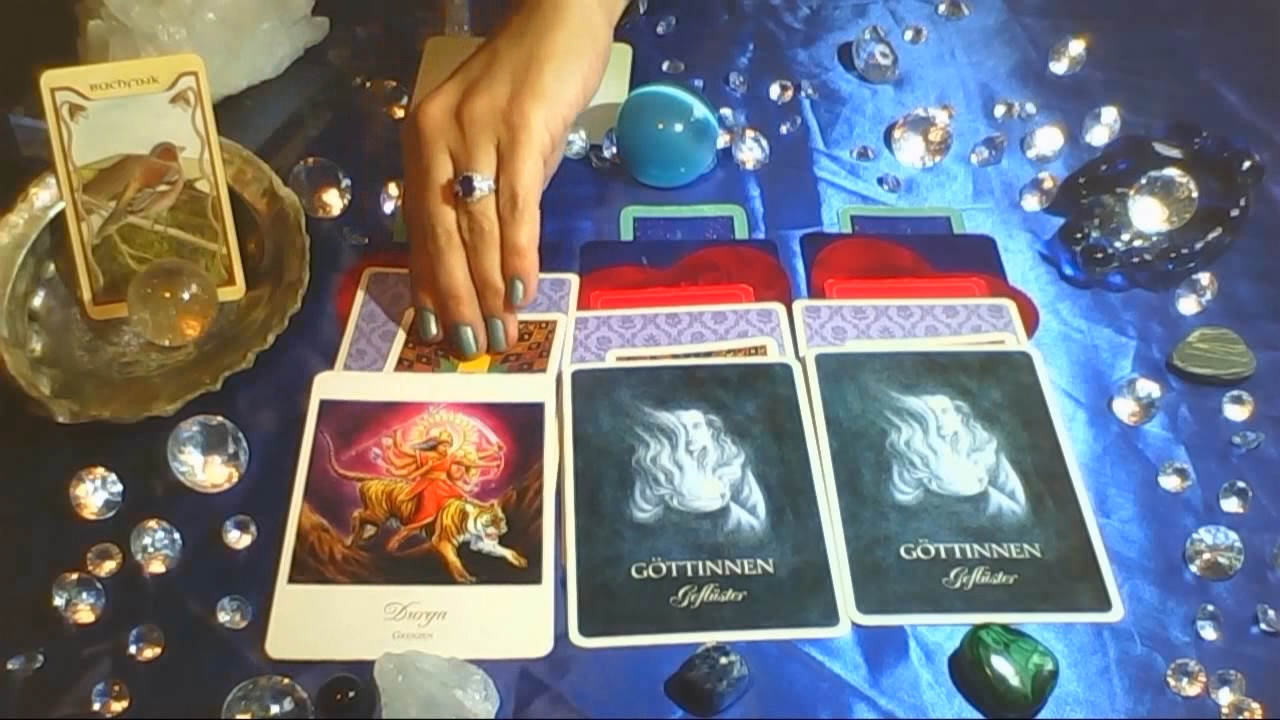 BUCHFINK
Durga
GRENZEN
GÖTTINNEN
Geflüster
GÖTTINNEN
Geflüster